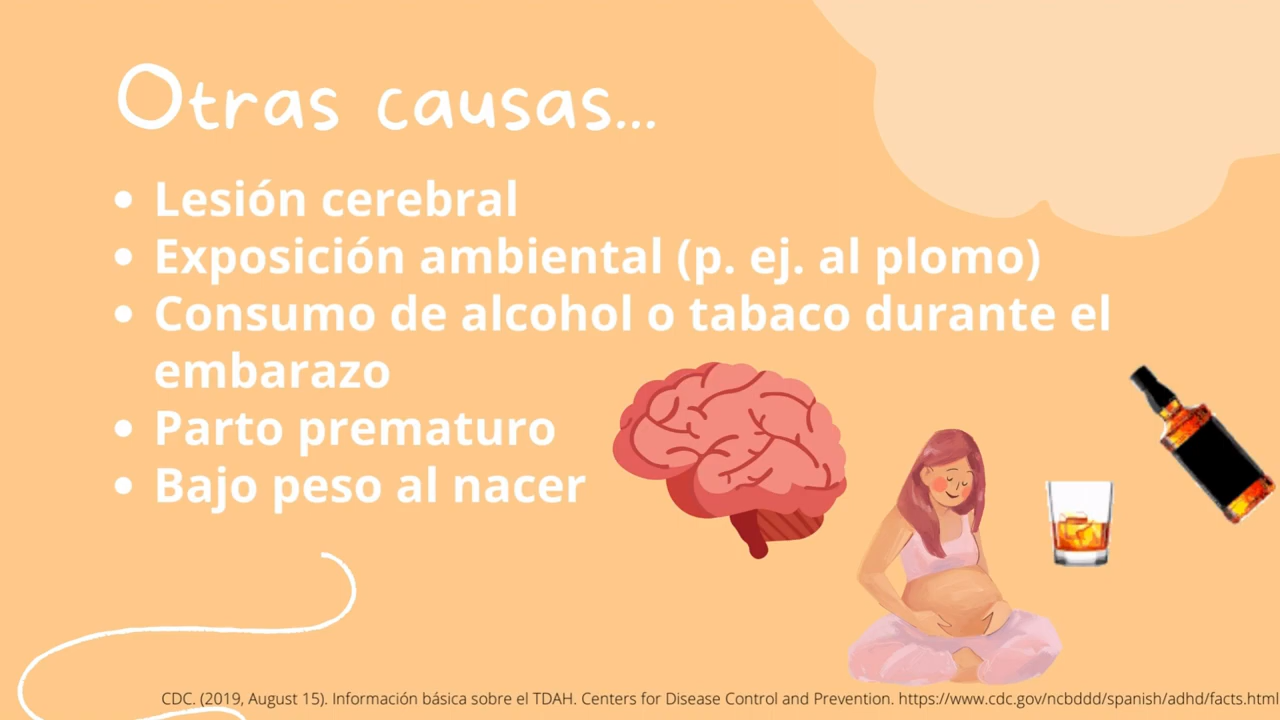 Otras causas...
• Lesión cerebral
• Exposición ambiental (p. ej. al plomo)
• Consumo de alcohol o tabaco durante el
embarazo
• Parto prematuro
• Bajo peso al nacer
CDC. (2019, August 15). Información básica sobre el TDAH. Centers for Disease Control and Prevention. https://www.cdc.gov/ncbddd/spanish/adhd/facts.html